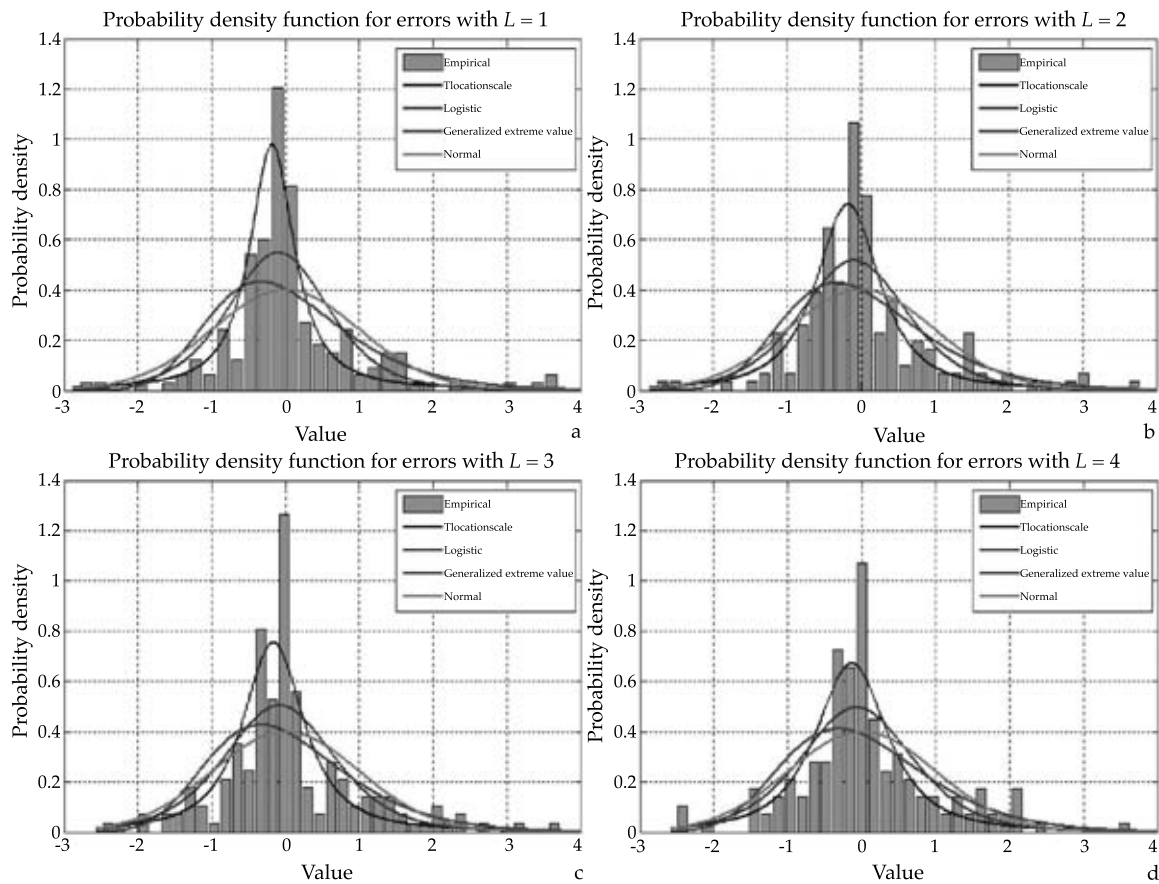 Probability density function for errors with L = 1
1.4
1.2
1
0.8
0.6
0.4
0.2
0
Probability density
Empirical
Tlocationscale
Logistic
Generalized extreme value
Normal
-3 -2 -1 0 1 2 3 4
Value
a
Probability density function for errors with L = 2
1.4
1.2
1
0.8
0.6
0.4
0.2
0
Probability density
Empirical
Tlocationscale
Logistic
Generalized extreme value
Normal
-3 -2 -1 0 1 2 3 4
Value
b
Probability density function for errors with L = 3
1.4
1.2
1
0.8
0.6
0.4
0.2
0
Probability density
Empirical
Tlocationscale
Logistic
Generalized extreme value
Normal
-3 -2 -1 0 1 2 3 4
Value
c
Probability density function for errors with L = 4
1.4
1.2
1
0.8
0.6
0.4
0.2
0
Probability density
Empirical
Tlocationscale
Logistic
Generalized extreme value
Normal
-3 -2 -1 0 1 2 3 4
Value
d